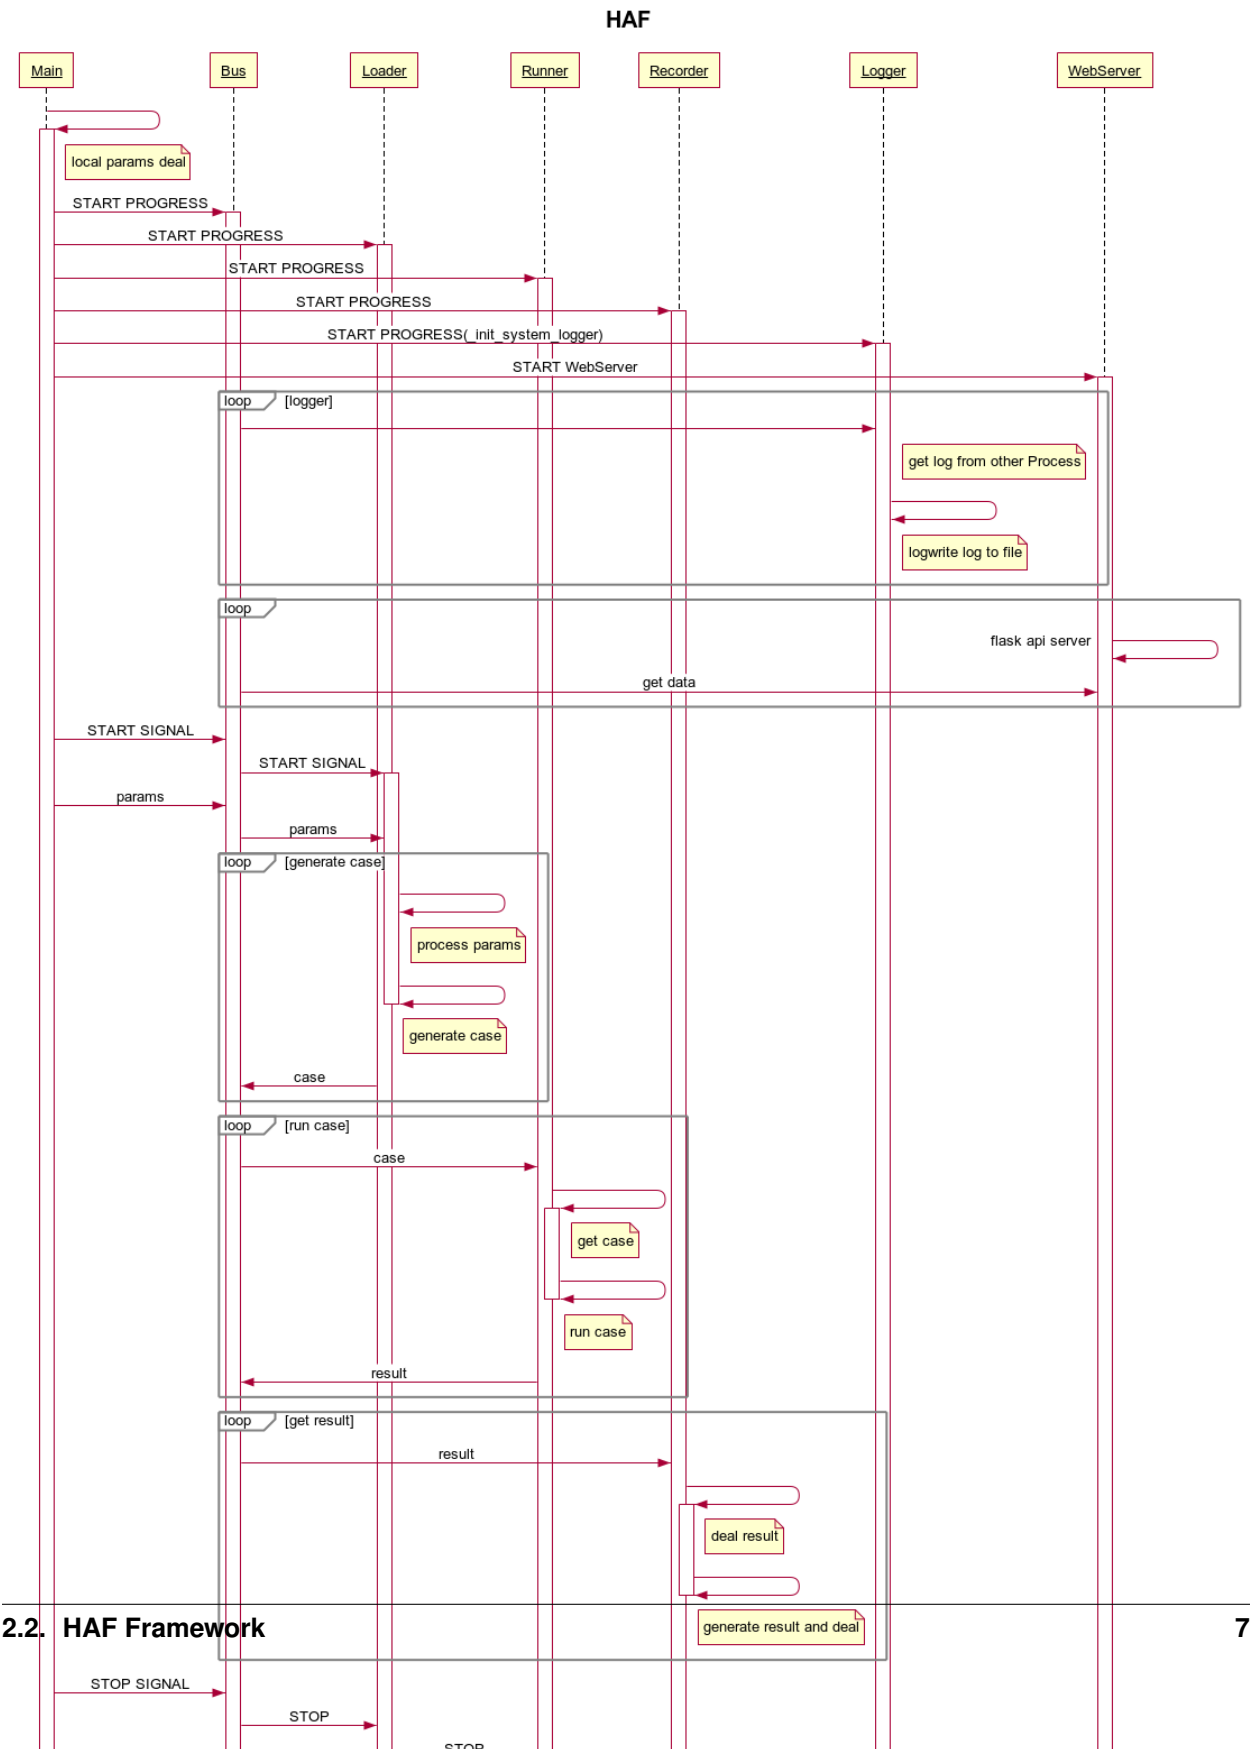 HAF
Main Bus Loader Runner Recorder Logger WebServer
local params deal
START PROGRESS
START PROGRESS
START PROGRESS
START PROGRESS
START PROGRESS(_init_system_logger)
START WebServer
loop [logger]
get log from other Process
logwrite log to file
loop
flask api server
get data
START SIGNAL
START SIGNAL
params
params
loop [generate case]
process params
generate case
case
loop [run case]
case
get case
run case
result
loop [get result]
result
deal result
generate result and deal
2.2. HAF Framework 7
STOP SIGNAL
STOP
STOP